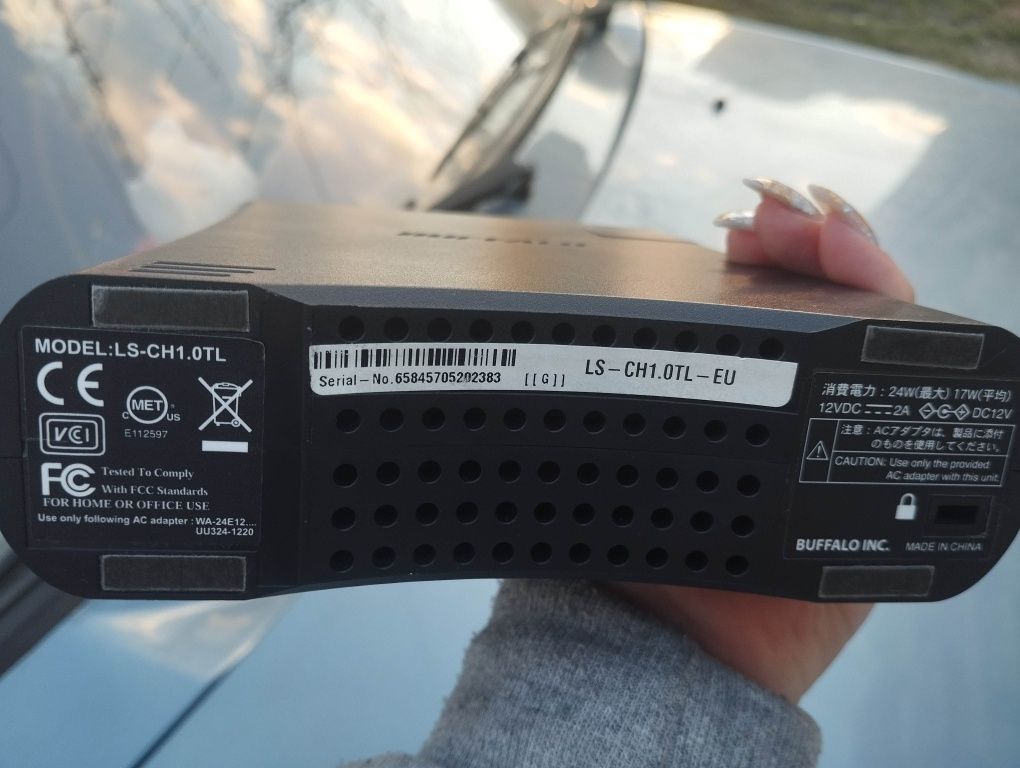 BUFFALO
MODEL:LS-CH1.0TL
CE
MET
C US
E112597
VCI
FC Tested To Comply
With FCC Standards
FOR HOME OR OFFICE USE
Use only following AC adapter : WA-24E12....
UU324-1220
Serial-No.65845705202383 [[G]]
LS-CH1.0TL-EU
消費電力:24W(最大) 17W(平均)
12VDC 2A DC12V
注意:ACアダプタは、製品に添付
のものを使用してください。
CAUTION: Use only the provided
AC adapter with this unit.
BUFFALO INC. MADE IN CHINA